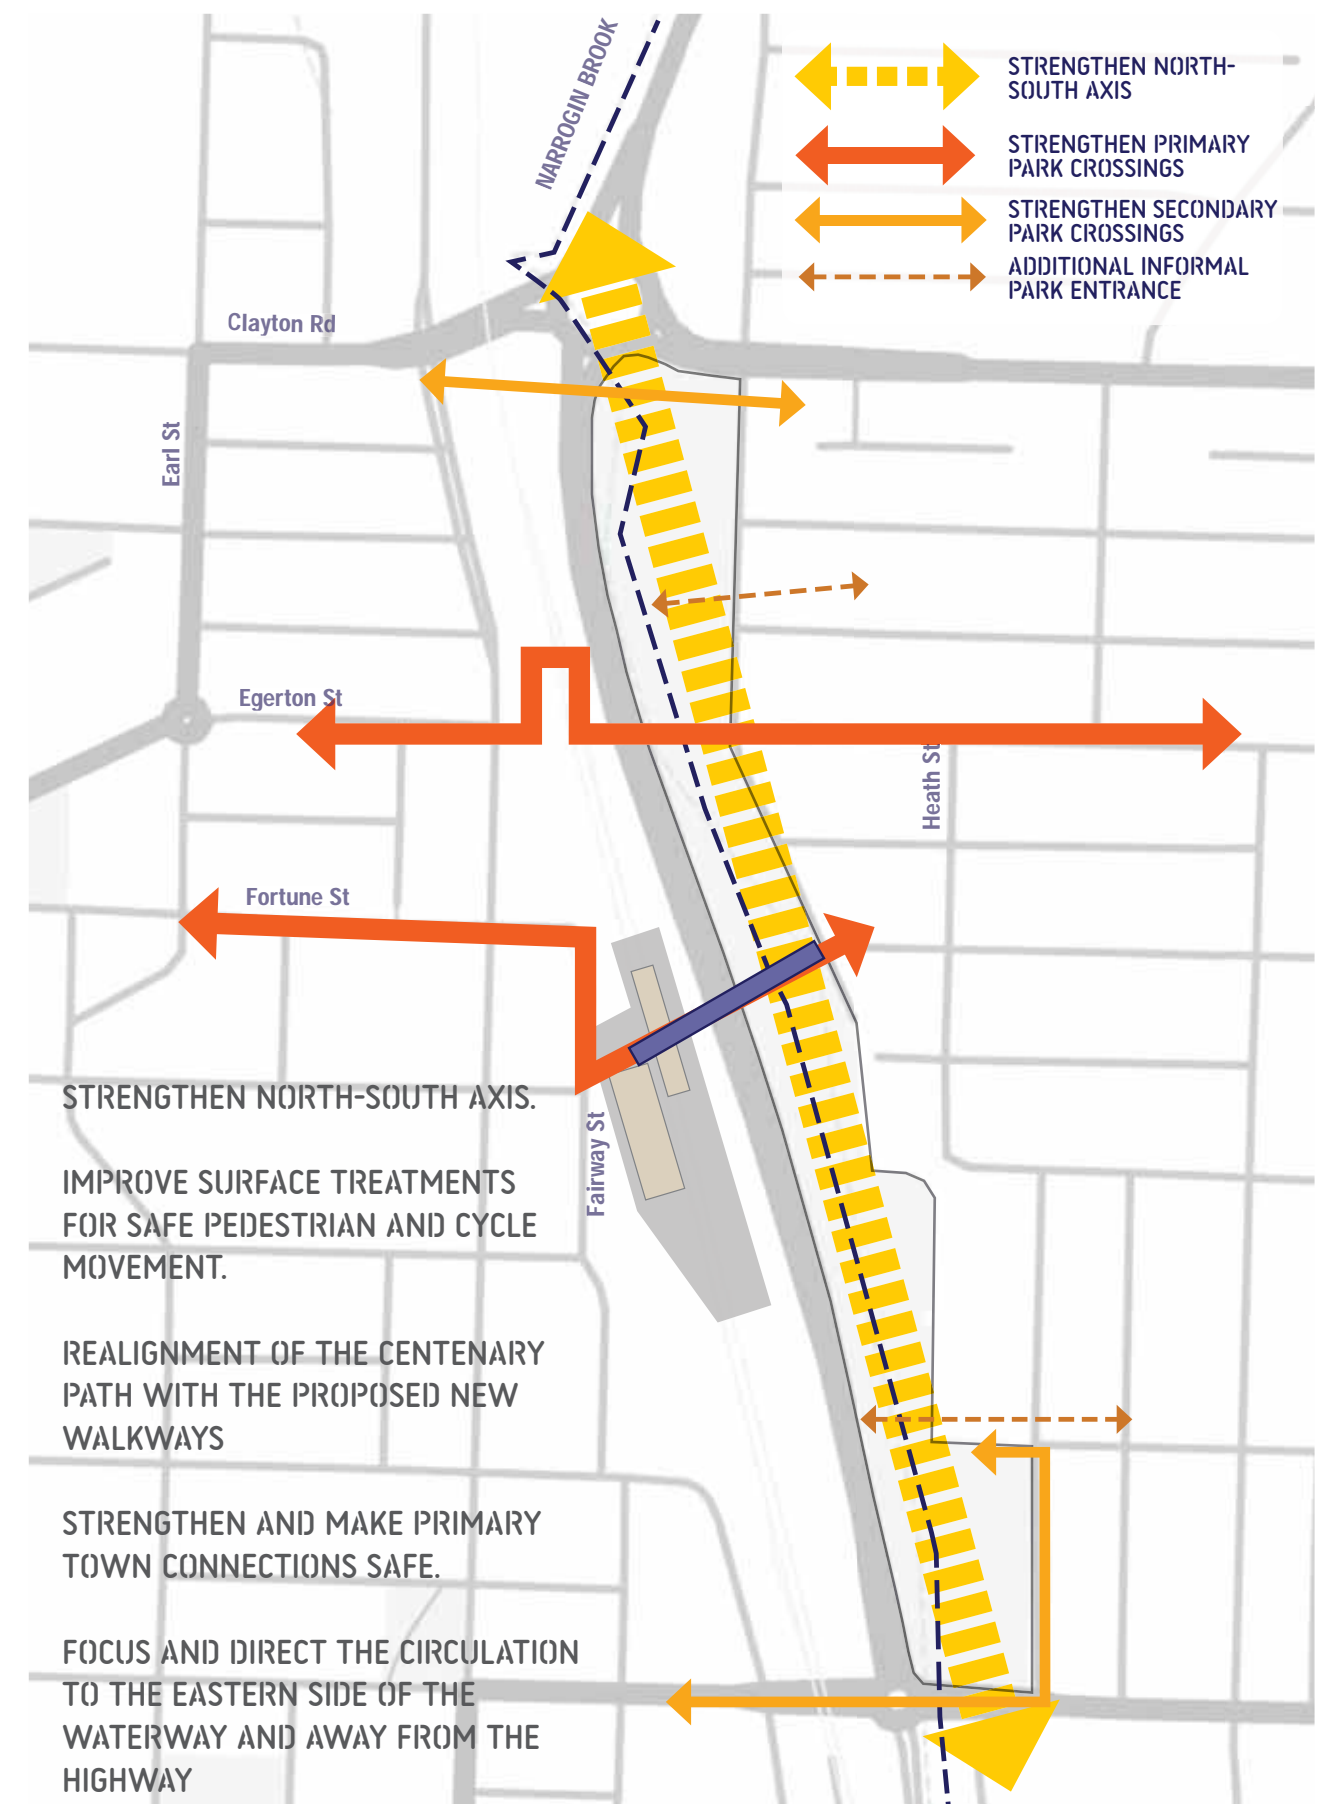 NARROGIN BROOK
STRENGTHEN NORTH-
SOUTH AXIS
STRENGTHEN PRIMARY
PARK CROSSINGS
STRENGTHEN SECONDARY
PARK CROSSINGS
ADDITIONAL INFORMAL
PARK ENTRANCE
Clayton Rd
Earl St
Egerton St
Heath St
Fortune St
Fairway St
STRENGTHEN NORTH-SOUTH AXIS.
IMPROVE SURFACE TREATMENTS
FOR SAFE PEDESTRIAN AND CYCLE
MOVEMENT.
REALIGNMENT OF THE CENTENARY
PATH WITH THE PROPOSED NEW
WALKWAYS
STRENGTHEN AND MAKE PRIMARY
TOWN CONNECTIONS SAFE.
FOCUS AND DIRECT THE CIRCULATION
TO THE EASTERN SIDE OF THE
WATERWAY AND AWAY FROM THE
HIGHWAY